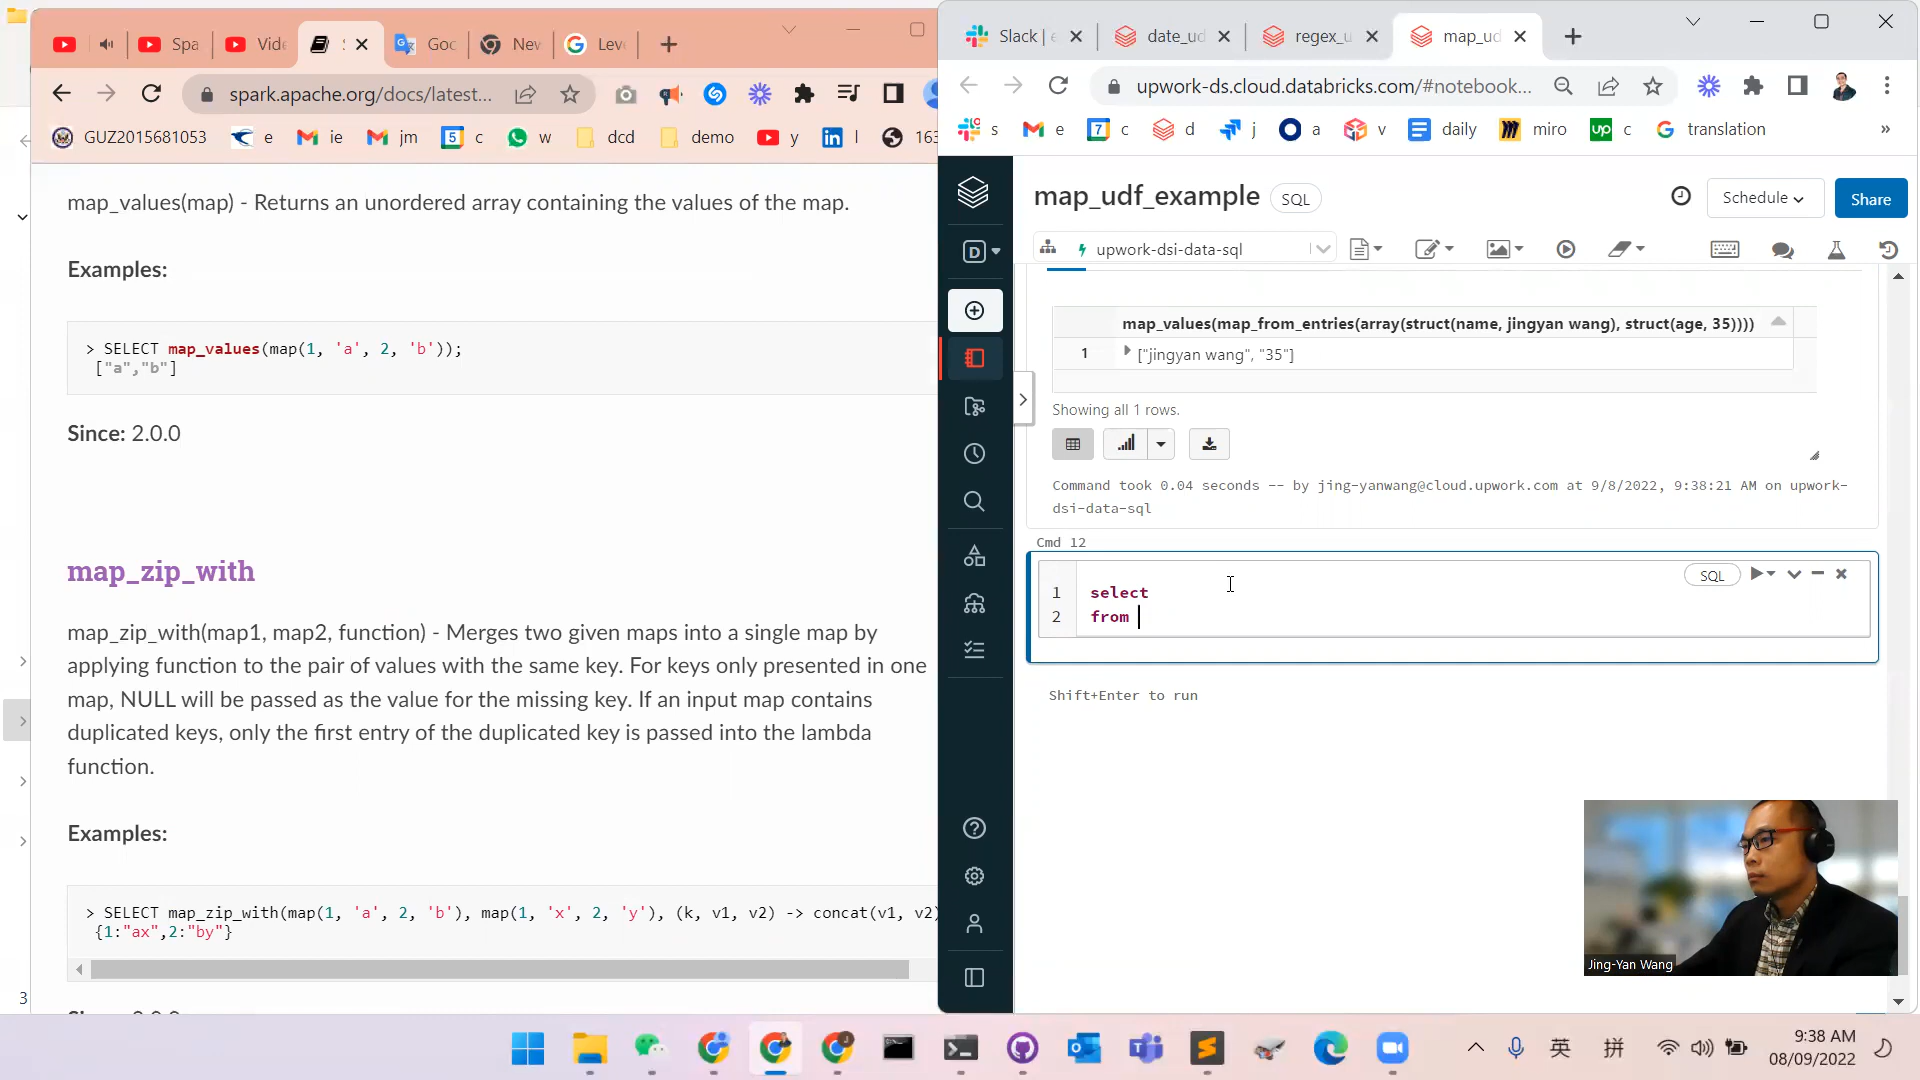 Spa
Vide
Goo
New
Leve
spark.apache.org/docs/latest...
GUZ2015681053
e
ie
jm
5
c
w
dcd
demo
y
l
163
map_values(map) - Returns an unordered array containing the values of the map.
Examples:
> SELECT map_values(map(1, 'a', 2, 'b'));
["a","b"]
Since: 2.0.0
map_zip_with
map_zip_with(map1, map2, function) - Merges two given maps into a single map by
applying function to the pair of values with the same key. For keys only presented in one
map, NULL will be passed as the value for the missing key. If an input map contains
duplicated keys, only the first entry of the duplicated key is passed into the lambda
function.
Examples:
> SELECT map_zip_with(map(1, 'a', 2, 'b'), map(1, 'x', 2, 'y'), (k, v1, v2) -> concat(v1, v2)
{1:"ax",2:"by"}
3
Slack | e
date_ud
regex_u
map_ud
upwork-ds.cloud.databricks.com/#notebook...
s
e
7
c
d
j
a
v
daily
miro
up
c
translation
»
map_udf_example
SQL
Schedule
Share
D
upwork-dsi-data-sql
map_values(map_from_entries(array(struct(name, jingyan wang), struct(age, 35))))
1
["jingyan wang", "35"]
Showing all 1 rows.
Command took 0.04 seconds -- by jing-yanwang@cloud.upwork.com at 9/8/2022, 9:38:21 AM on upwork-
dsi-data-sql
Cmd 12
SQL
1 select
2 from
Shift+Enter to run
Jing-Yan Wang
英
拼
9:38 AM
08/09/2022